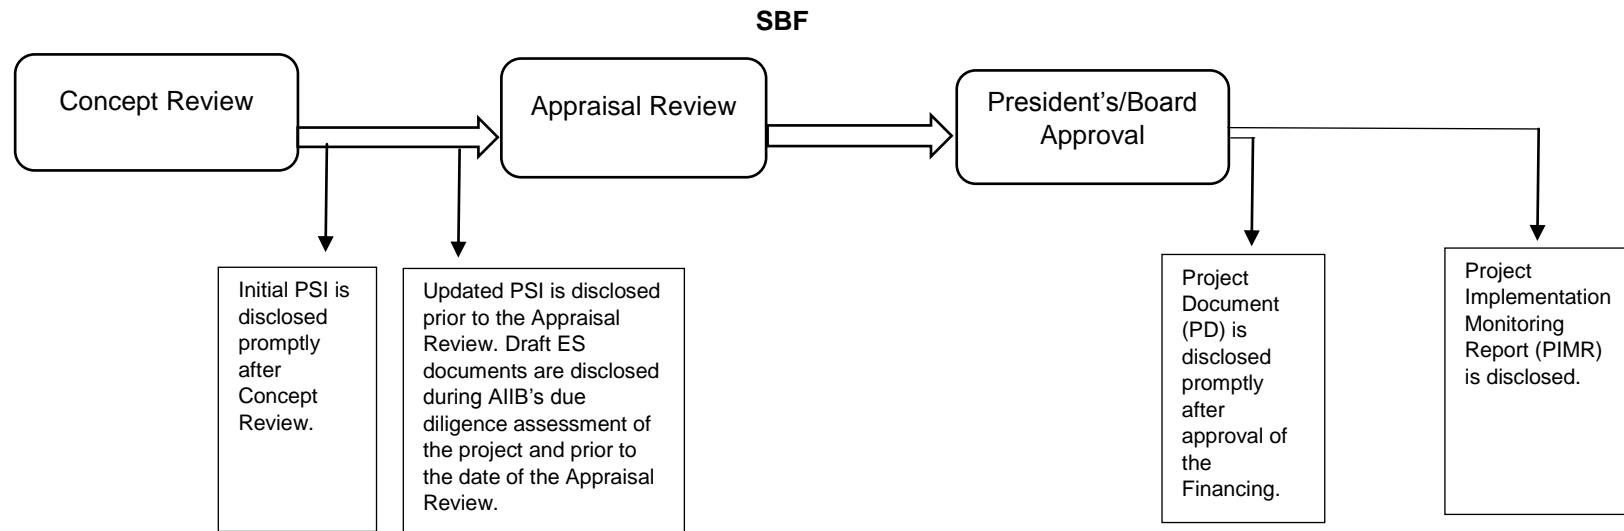 SBF
Concept Review
Appraisal Review
President's/Board
Approval
Initial PSI is
disclosed
promptly
after
Concept
Review.
Updated PSI is disclosed
prior to the Appraisal
Review. Draft ES
documents are disclosed
during AIIB's due
diligence assessment of
the project and prior to
the date of the Appraisal
Review.
Project
Document
(PD) is
disclosed
promptly
after
approval of
the
Financing.
Project
Implementation
Monitoring
Report (PIMR)
is disclosed.